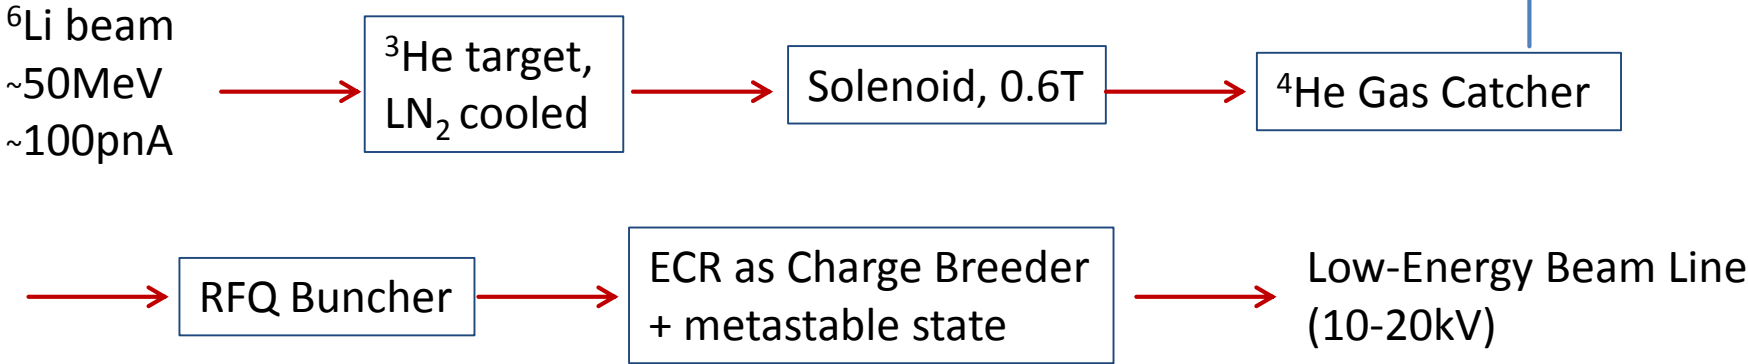 ⁶Li beam
~50MeV
~100pnA
³He target,
LN₂ cooled
Solenoid, 0.6T
⁴He Gas Catcher
RFQ Buncher
ECR as Charge Breeder
+ metastable state
Low-Energy Beam Line
(10-20kV)